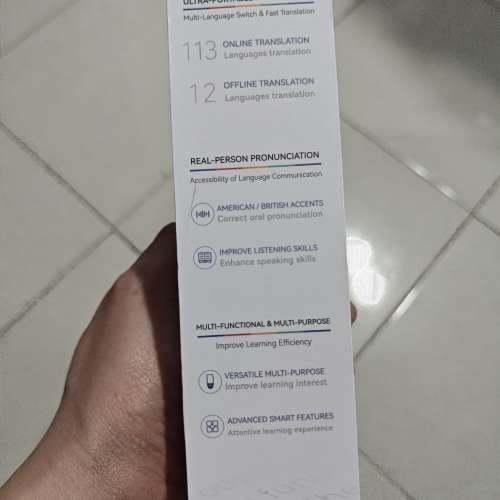 Multi-Language Switch & Fast Translation
113 ONLINE TRANSLATION
Languages translation
12 OFFLINE TRANSLATION
Languages translation
REAL-PERSON PRONUNCIATION
Accessibility of Language Communication
AMERICAN / BRITISH ACCENTS
Correct oral pronunciation
IMPROVE LISTENING SKILLS
Enhance speaking skills
MULTI-FUNCTIONAL & MULTI-PURPOSE
Improve Learning Efficiency
VERSATILE MULTI-PURPOSE
Improve learning interest
ADVANCED SMART FEATURES
Attentive learning experience